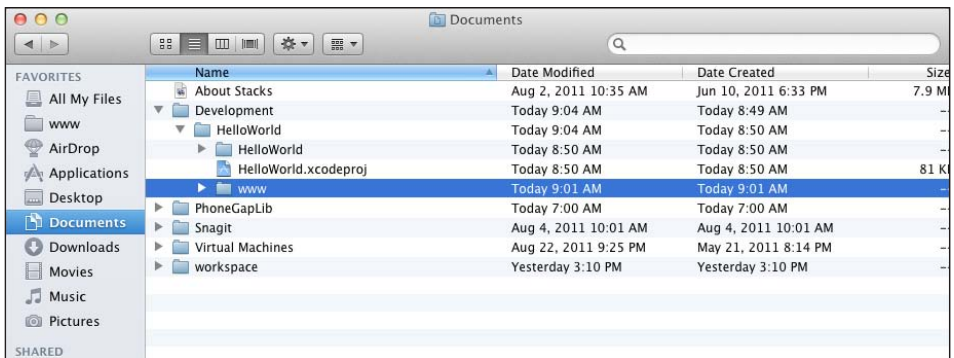 Documents
FAVORITES
All My Files
www
AirDrop
Applications
Desktop
Documents
Downloads
Movies
Music
Pictures
SHARED
Name Date Modified Date Created Size
About Stacks Aug 2, 2011 10:35 AM Jun 10, 2011 6:33 PM 7.9
Development Today 9:04 AM Today 8:49 AM
HelloWorld Today 9:04 AM Today 8:50 AM --
HelloWorld Today 8:50 AM Today 8:50 AM --
HelloWorld.xcodeproj Today 8:50 AM Today 8:50 AM 81
www Today 9:01 AM Today 9:01 AM --
PhoneGapLib Today 7:00 AM Today 7:00 AM --
Snagit Aug 4, 2011 10:01 AM Aug 4, 2011 10:01 AM --
Virtual Machines Aug 22, 2011 9:25 PM May 21, 2011 8:14 PM --
workspace Yesterday 3:10 PM Yesterday 3:10 PM --